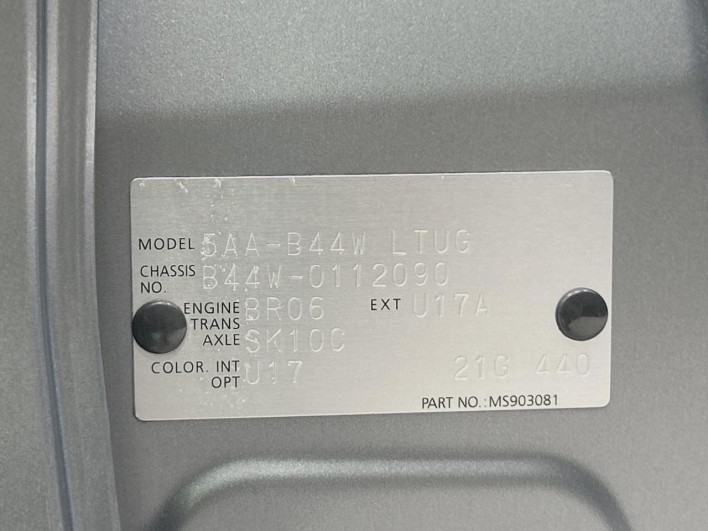 MODEL 5AA-B44W LTUG
CHASSIS NO. B44W-0112090
ENGINE BR06 EXT U17A
TRANS AXLE SK10C
COLOR. INT U17 21G 440
OPT
PART NO.:MS903081